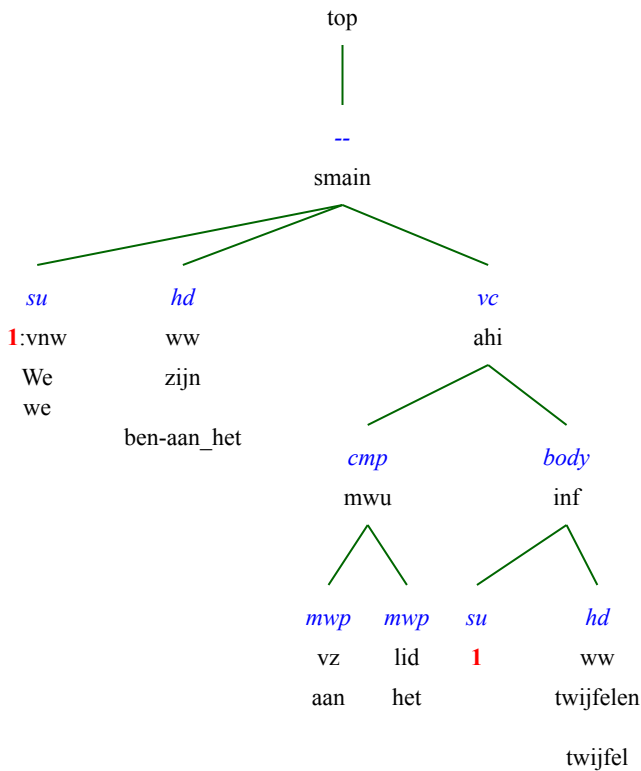 top
--
smain
su hd vc
1:vnw ww ahi
We zijn
we
ben-aan_het
cmp body
mwu inf
mwp mwp su hd
vz lid 1 ww
aan het twijfelen
twijfel